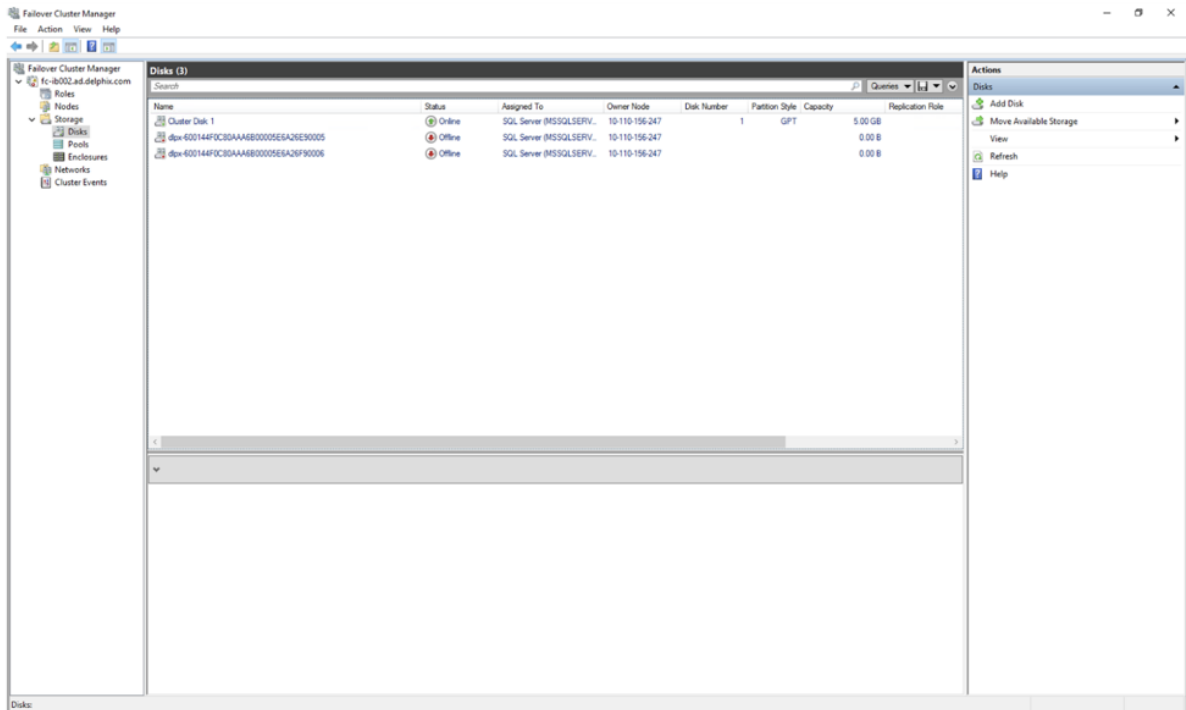 Failover Cluster Manager
File Action View Help
Failover Cluster Manager
fc-ib002.ad.delphix.com
Roles
Nodes
Storage
Disks
Pools
Enclosures
Networks
Cluster Events
Disks (3)
Search
Queries
Name Status Assigned To Owner Node Disk Number Partition Style Capacity Replication Role
Cluster Disk 1 Online SQL Server (MSSQLSERV... 10-110-156-247 1 GPT 5.00 GB
dlpx-600144F0C80AAA6B00005E6A26E90005 Offline SQL Server (MSSQLSERV... 10-110-156-247 0.00 B
dlpx-600144F0C80AAA6B00005E6A26F90006 Offline SQL Server (MSSQLSERV... 10-110-156-247 0.00 B
Actions
Disks
Add Disk
Move Available Storage
View
Refresh
Help
Disks: